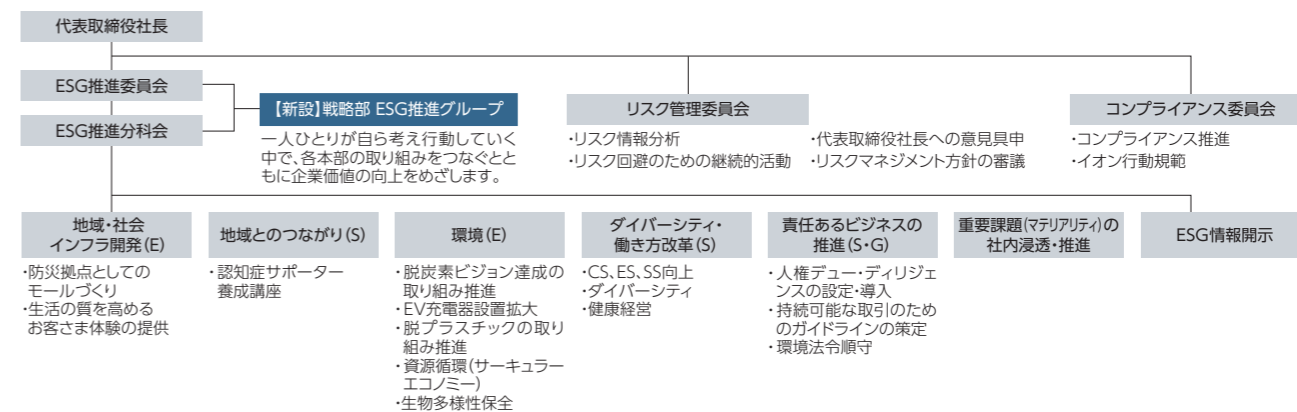 代表取締役社長
ESG推進委員会
ESG推進分科会
【新設】戦略部 ESG推進グループ
一人ひとりが自ら考え行動していく
中で、各本部の取り組みをつなぐとと
もに企業価値の向上をめざします。
リスク管理委員会
・リスク情報分析
・リスク回避のための継続的活動
・代表取締役社長への意見具申
・リスクマネジメント方針の審議
コンプライアンス委員会
・コンプライアンス推進
・イオン行動規範
地域・社会
インフラ開発(E)
・防災拠点としての
モールづくり
・生活の質を高める
お客さま体験の提供
地域とのつながり(S)
・認知症サポーター
養成講座
環境(E)
・脱炭素ビジョン達成の
取り組み推進
・EV充電器設置拡大
・脱プラスチックの取り
組み推進
・資源循環(サーキュラー
エコノミー)
・生物多様性保全
ダイバーシティ・
働き方改革(S)
・CS、ES、SS向上
・ダイバーシティ
・健康経営
責任あるビジネスの
推進(S・G)
・人権デュー・ディリジェ
ンスの設定・導入
・持続可能な取引のため
のガイドラインの策定
・環境法令順守
重要課題(マテリアリティ)の
社内浸透・推進
ESG情報開示